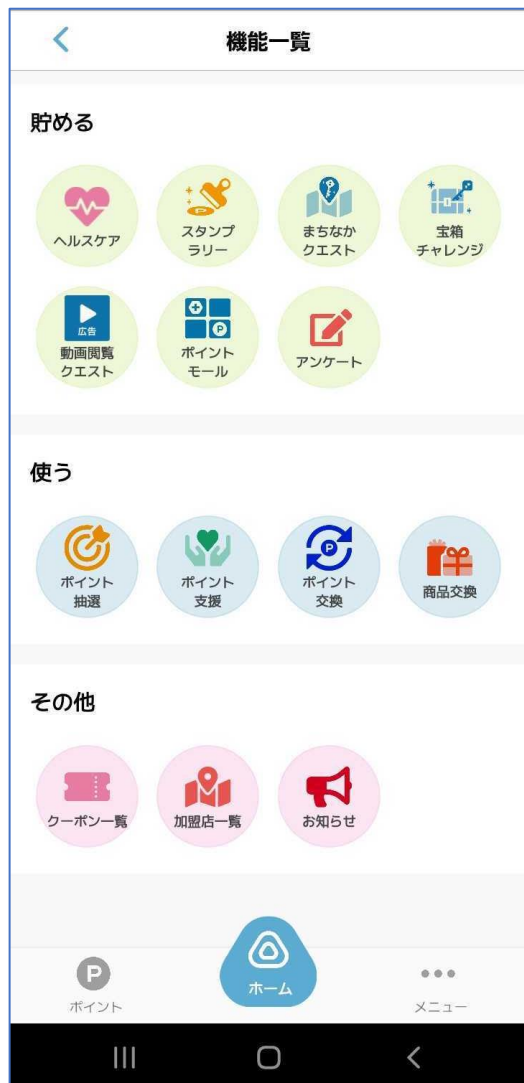 機能一覧
貯める
ヘルスケア
スタンプ
ラリー
まちなか
クエスト
宝箱
チャレンジ
広告
動画閲覧
クエスト
P
ポイント
モール
アンケート
使う
ポイント
抽選
ポイント
支援
P
ポイント
交換
商品交換
その他
クーポン一覧
加盟店一覧
お知らせ
P
ポイント
ホーム
メニュー